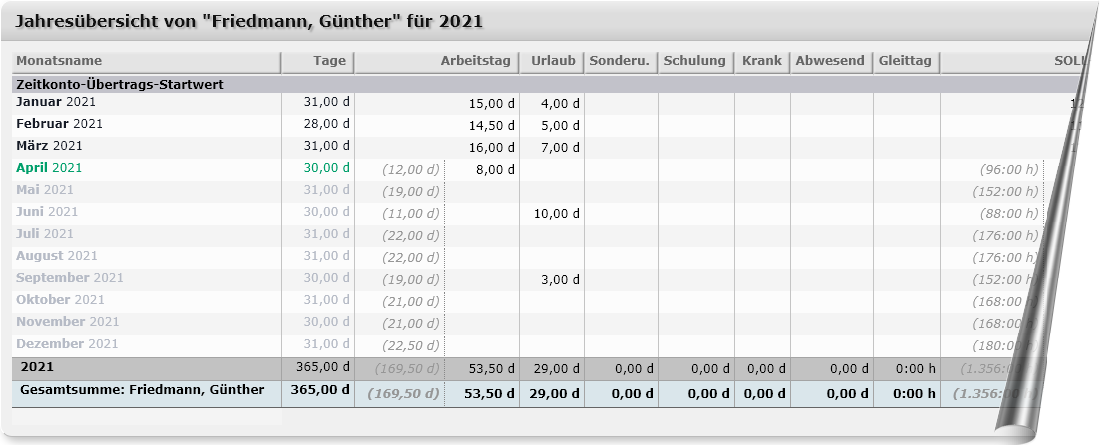 Jahresübersicht von "Friedmann, Günther" für 2021
Monatsname Tage Arbeitstag Urlaub Sonderu. Schulung Krank Abwesend Gleittag SOLL
Zeitkonto-Übertrags-Startwert
Januar 2021 31,00 d 15,00 d 4,00 d
Februar 2021 28,00 d 14,50 d 5,00 d
März 2021 31,00 d 16,00 d 7,00 d
April 2021 30,00 d (12,00 d) 8,00 d (96:00 h)
Mai 2021 31,00 d (19,00 d) (152:00 h)
Juni 2021 30,00 d (11,00 d) 10,00 d (88:00 h)
Juli 2021 31,00 d (22,00 d) (176:00 h)
August 2021 31,00 d (22,00 d) (176:00 h)
September 2021 30,00 d (19,00 d) 3,00 d (152:00 h)
Oktober 2021 31,00 d (21,00 d) (168:00 h)
November 2021 30,00 d (21,00 d) (168:00 h)
Dezember 2021 31,00 d (22,50 d) (180:00 h)
2021 365,00 d (169,50 d) 53,50 d 29,00 d 0,00 d 0,00 d 0,00 d 0,00 d 0:00 h (1.356:00 h)
Gesamtsumme: Friedmann, Günther 365,00 d (169,50 d) 53,50 d 29,00 d 0,00 d 0,00 d 0,00 d 0,00 d 0:00 h (1.356:00 h)